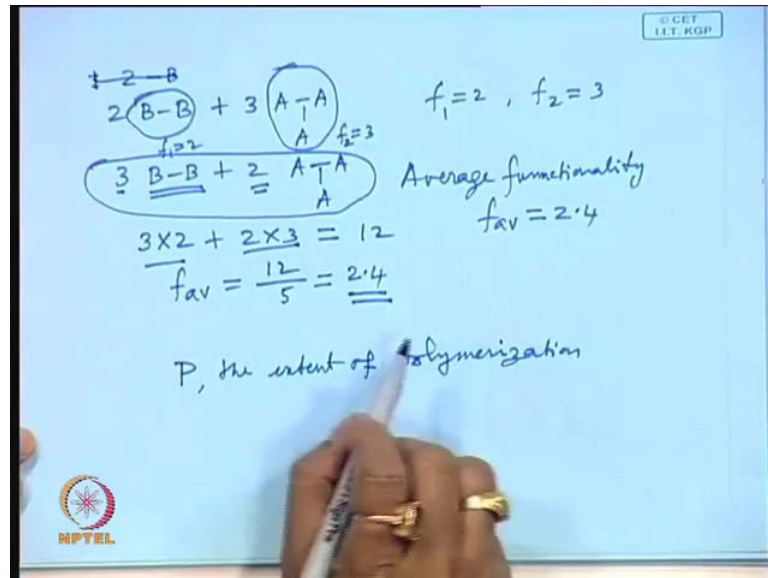 © CET
I.I.T. KGP
2 B-B + 3 A-A
A
f₁=2
f₂=3
f₁=2 , f₂=3
3 B-B + 2 A-A
A
Average functionality
fav = 2.4
3×2 + 2×3 = 12
fav = 12/5 = 2.4
P, the extent of polymerization
NPTEL